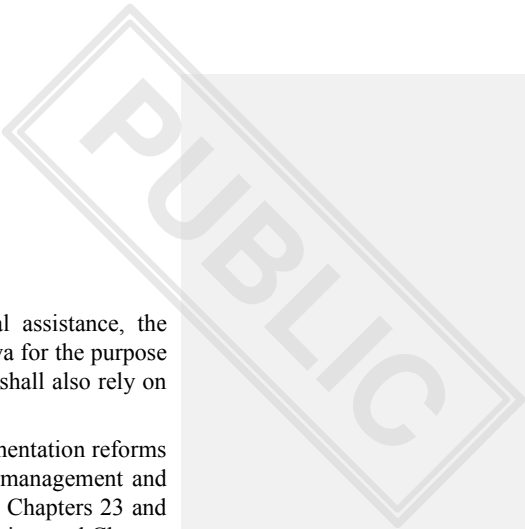 PUBLIC
al assistance, the
va for the purpose
shall also rely on
nentation reforms
management and
Chapters 23 and